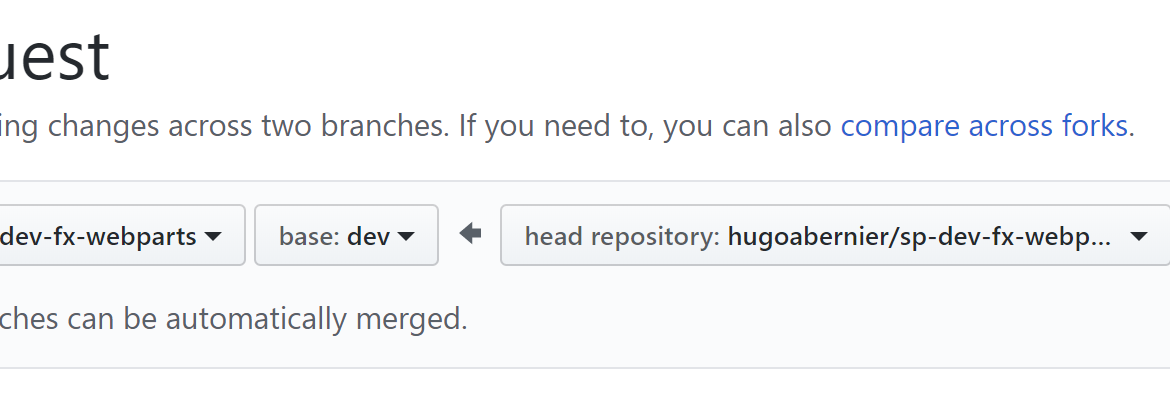 uest
ing changes across two branches. If you need to, you can also compare across forks.
dev-fx-webparts base: dev head repository: hugoabernier/sp-dev-fx-webp...
ches can be automatically merged.